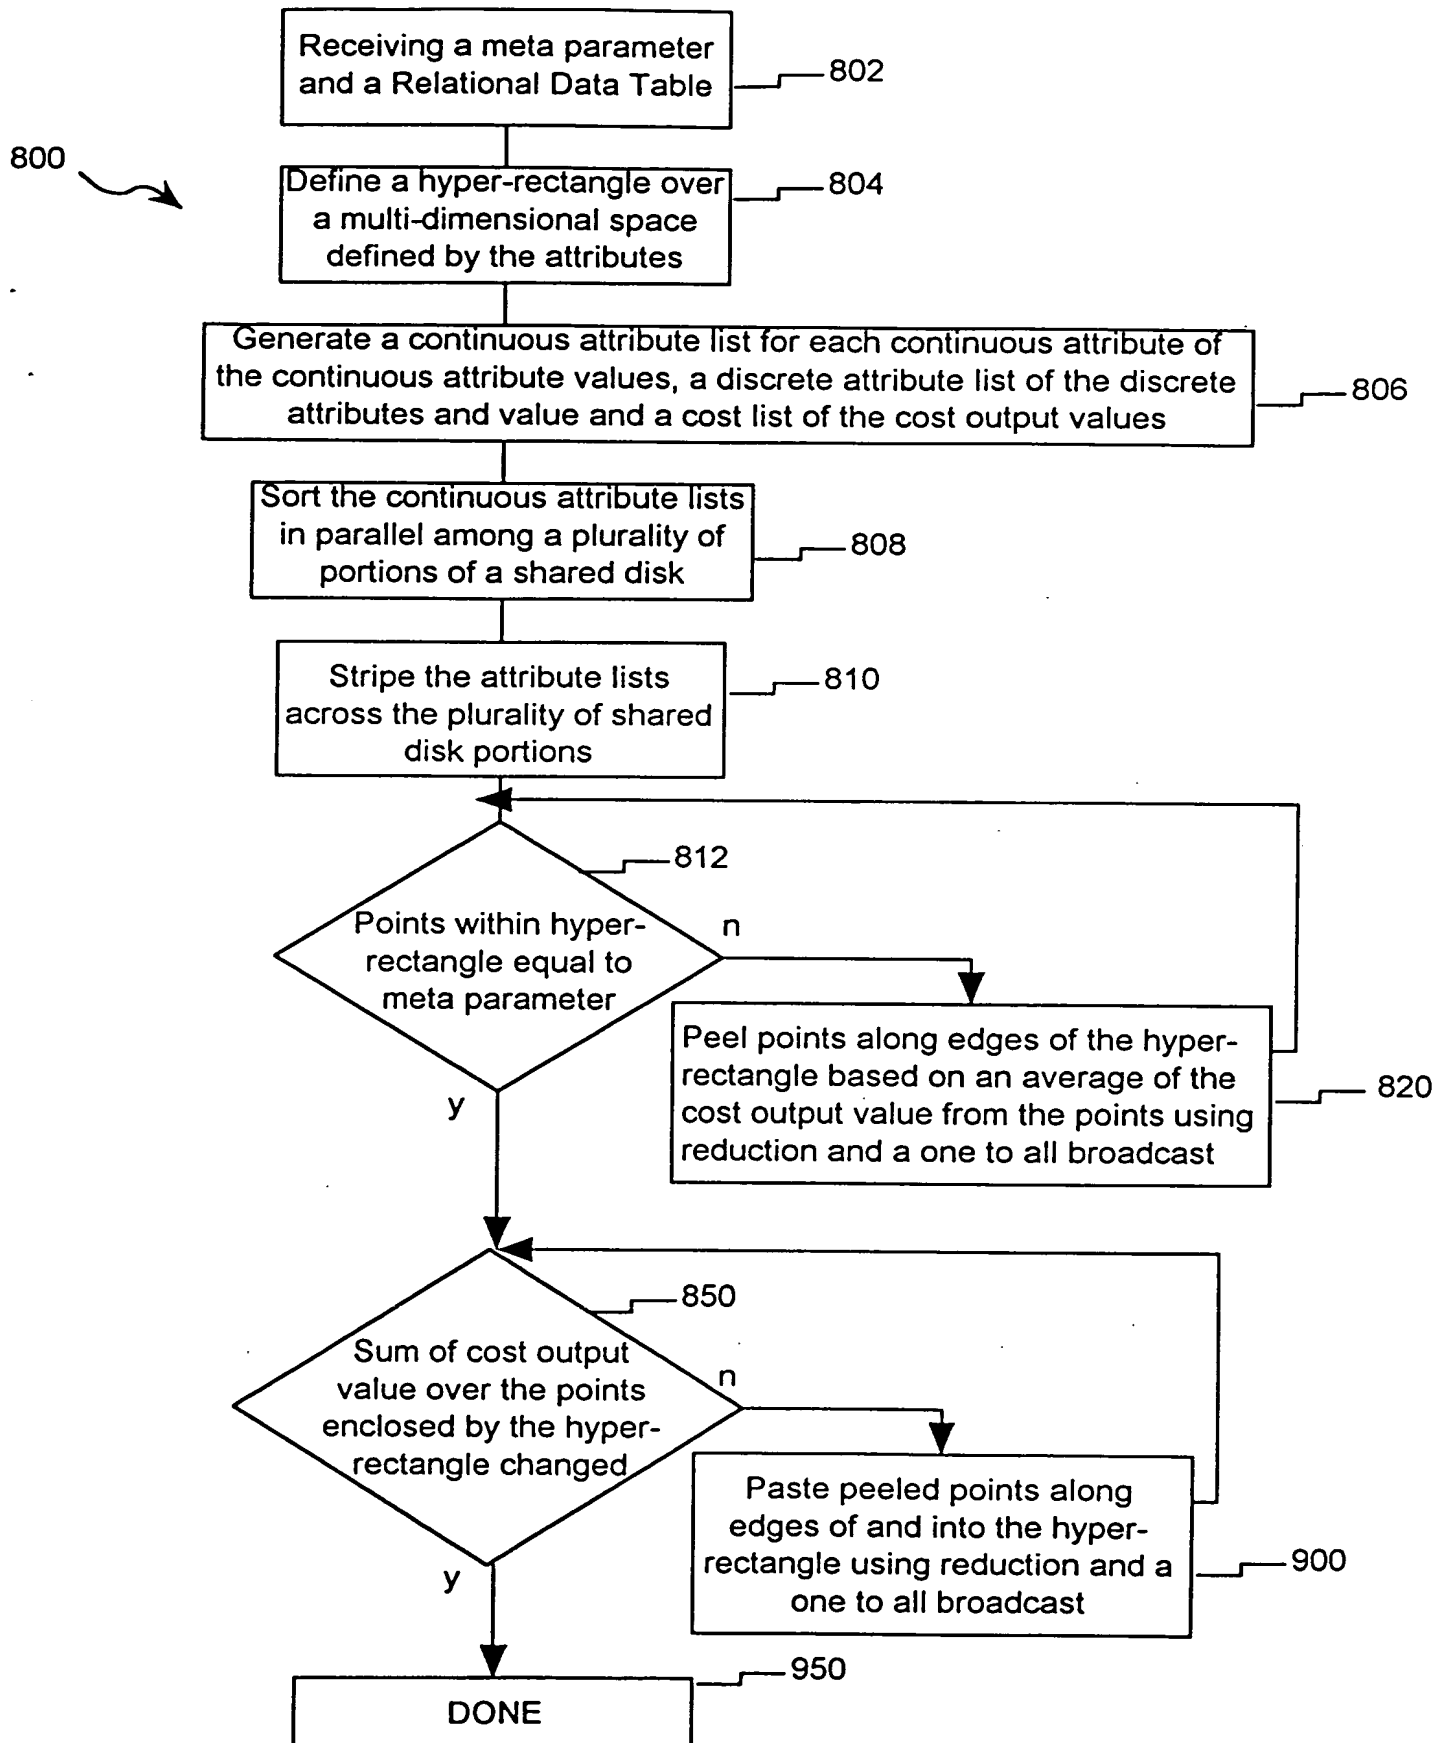 Receiving a meta parameter
and a Relational Data Table
802
800
Define a hyper-rectangle over
a multi-dimensional space
defined by the attributes
804
Generate a continuous attribute list for each continuous attribute of
the continuous attribute values, a discrete attribute list of the discrete
attributes and value and a cost list of the cost output values
806
Sort the continuous attribute lists
in parallel among a plurality of
portions of a shared disk
808
Stripe the attribute lists
across the plurality of shared
disk portions
810
812
Points within hyper-
rectangle equal to
meta parameter
n
y
Peel points along edges of the hyper-
rectangle based on an average of the
cost output value from the points using
reduction and a one to all broadcast
820
850
Sum of cost output
value over the points
enclosed by the hyper-
rectangle changed
n
y
Paste peeled points along
edges of and into the hyper-
rectangle using reduction and a
one to all broadcast
900
950
DONE